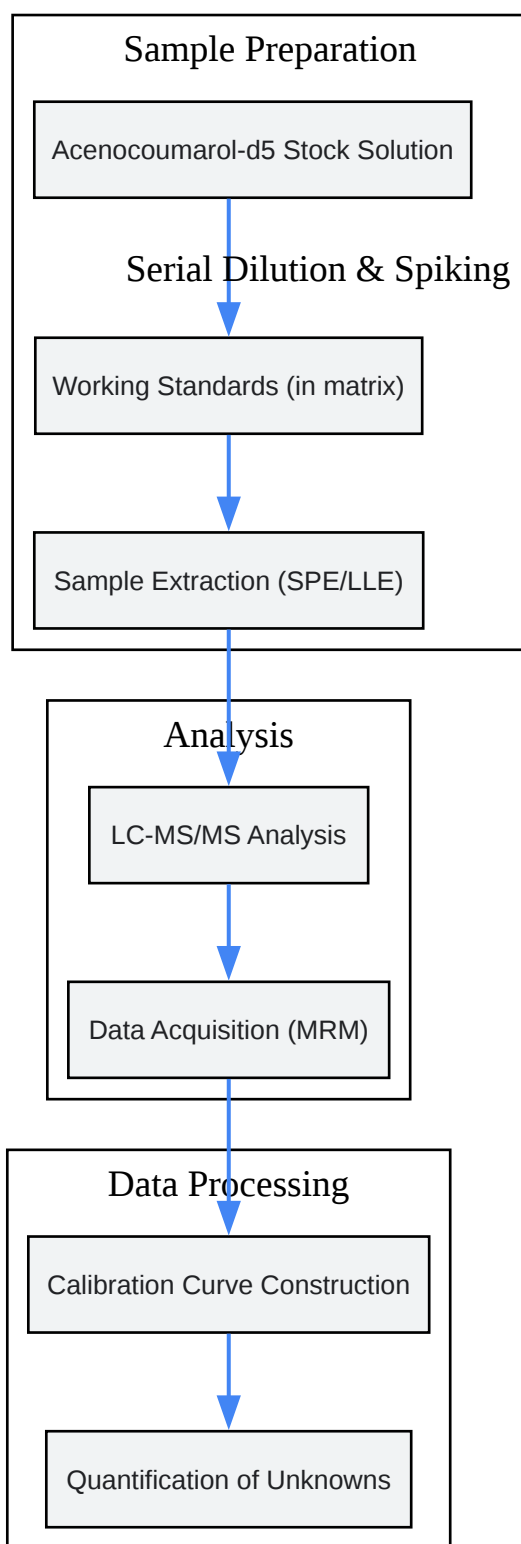 Sample Preparation
Acenocoumarol-d5 Stock Solution
Serial Dilution & Spiking
Working Standards (in matrix)
Sample Extraction (SPE/LLE)
Analysis
LC-MS/MS Analysis
Data Acquisition (MRM)
Data Processing
Calibration Curve Construction
Quantification of Unknowns